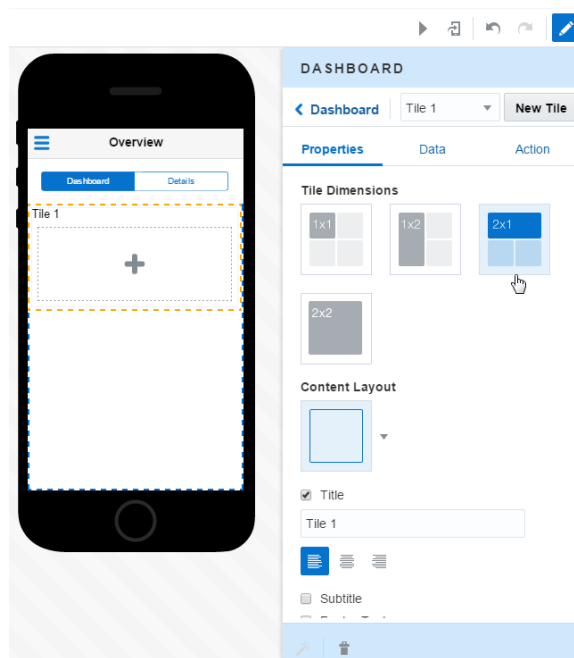 DASHBOARD
Dashboard
Tile 1
New Tile
Properties
Data
Action
Overview
Dashboard
Details
Tile 1
Tile Dimensions
1x1
1x2
2x1
2x2
Content Layout
Title
Tile 1
Subtitle